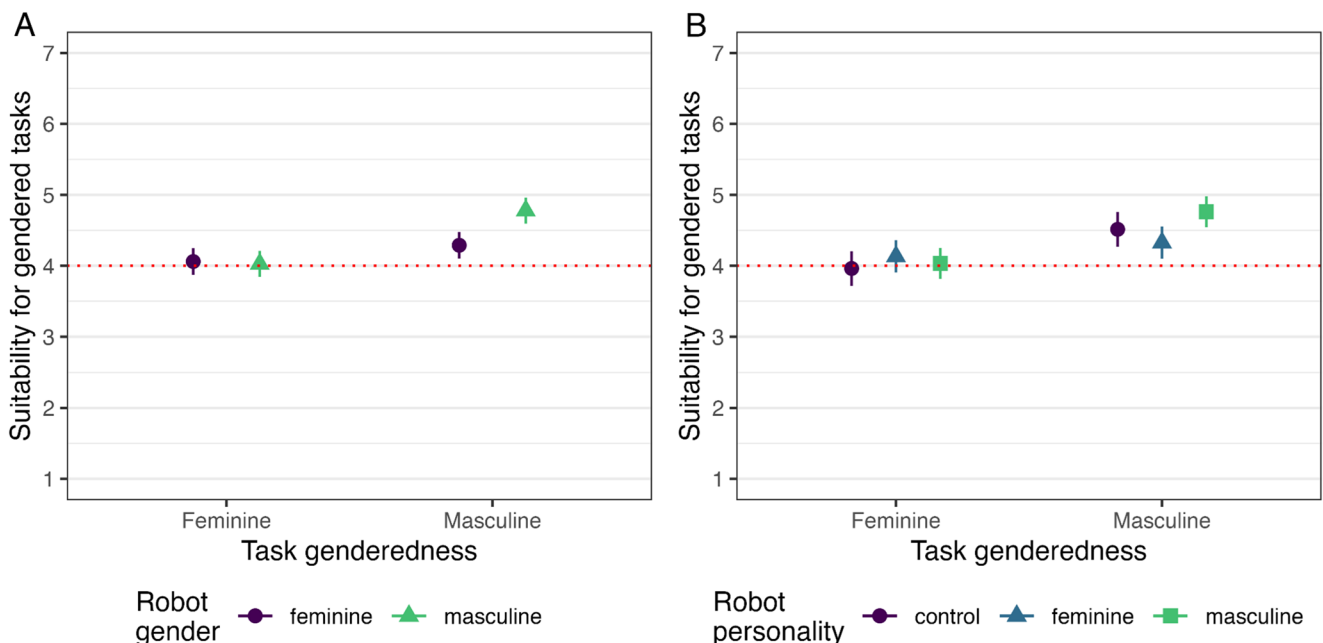 A
7
6
5
4
3
2
1
Suitability for gendered tasks
Feminine Masculine
Task genderedness
Robot gender feminine masculine
B
7
6
5
4
3
2
1
Suitability for gendered tasks
Feminine Masculine
Task genderedness
Robot personality control feminine masculine